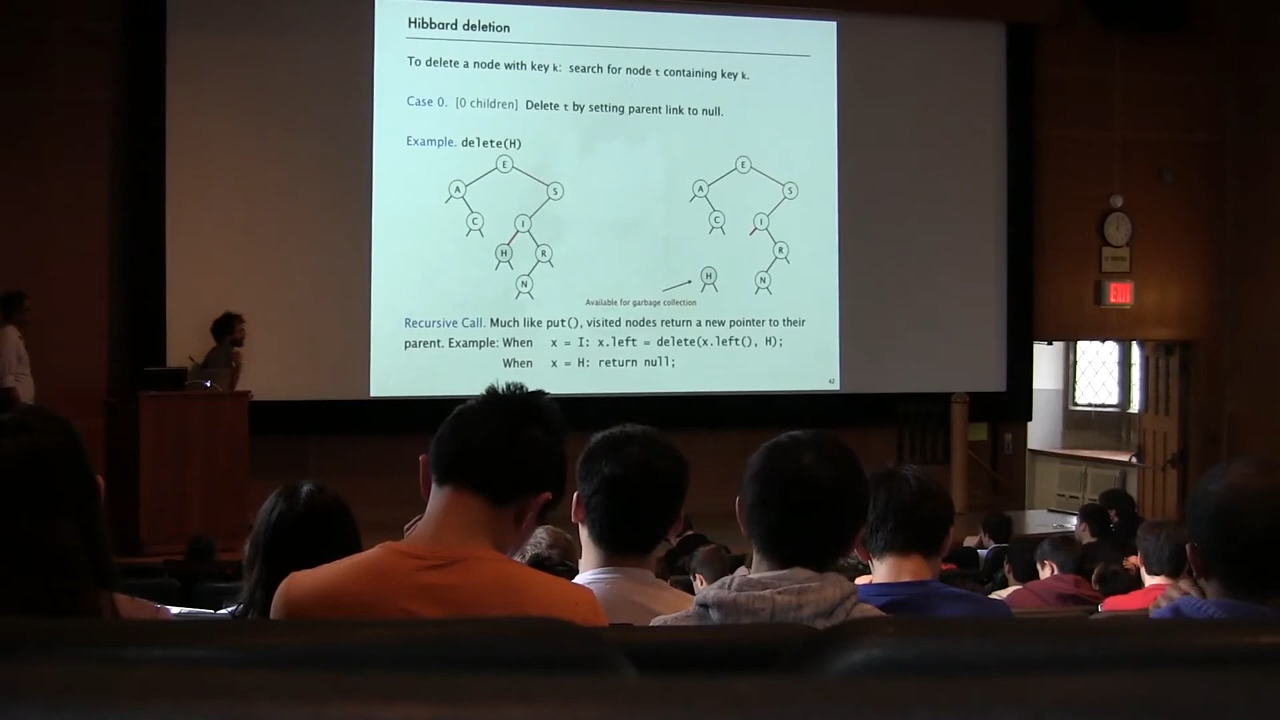 Hibbard deletion
To delete a node with key k: search for node t containing key k.
Case 0. [0 children] Delete t by setting parent link to null.
Example. delete(H)
E
A
S
C
I
H
R
N
E
A
S
C
I
R
H
N
Available for garbage collection
Recursive Call. Much like put(), visited nodes return a new pointer to their
parent. Example: When x = I: x.left = delete(x.left(), H);
When x = H: return null;
42
EXIT